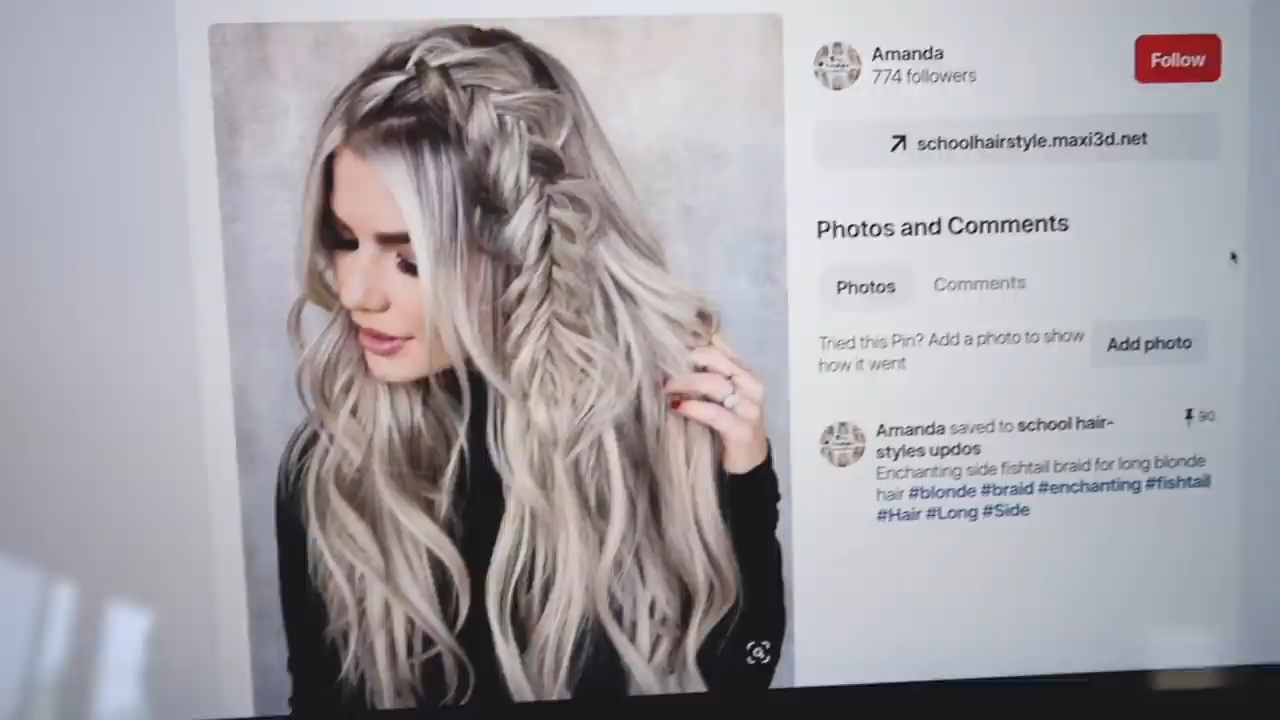 Amanda
774 followers
Follow
schoolhairstyle.maxi3d.net
Photos and Comments
Photos
Comments
Tried this Pin? Add a photo to show
how it went
Add photo
Amanda saved to school hair-
styles updos
90
Enchanting side fishtail braid for long blonde
hair #blonde #braid #enchanting #fishtail
#Hair #Long #Side